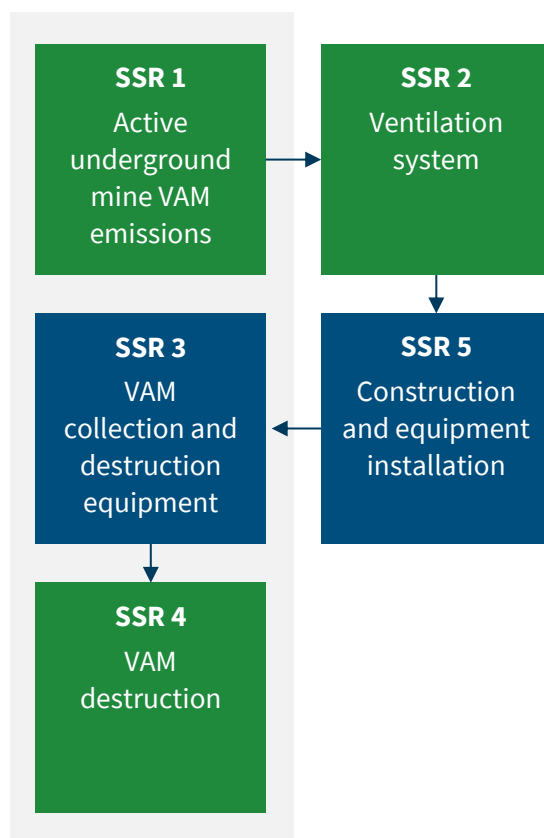 SSR 1
Active
underground
mine VAM
emissions
SSR 2
Ventilation
system
SSR 3
VAM
collection and
destruction
equipment
SSR 5
Construction
and equipment
installation
SSR 4
VAM
destruction